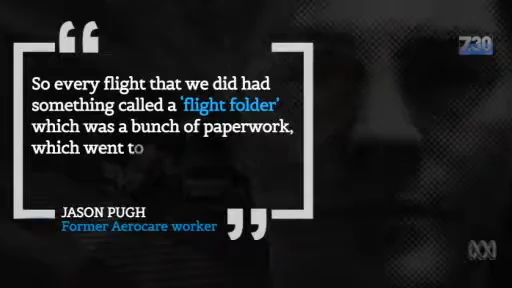 7.30
So every flight that we did had
something called a 'flight folder'
which was a bunch of paperwork,
which went to
JASON PUGH
Former Aerocare worker